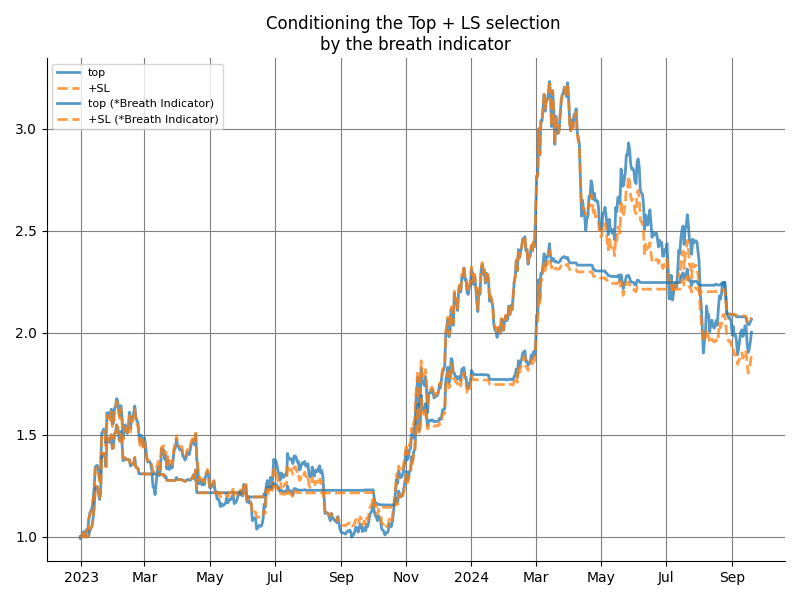 Conditioning the Top + LS selection
by the breath indicator
top
+SL
top (*Breath Indicator)
+SL (*Breath Indicator)
3.0
2.5
2.0
1.5
1.0
2023 Mar May Jul Sep Nov 2024 Mar May Jul Sep